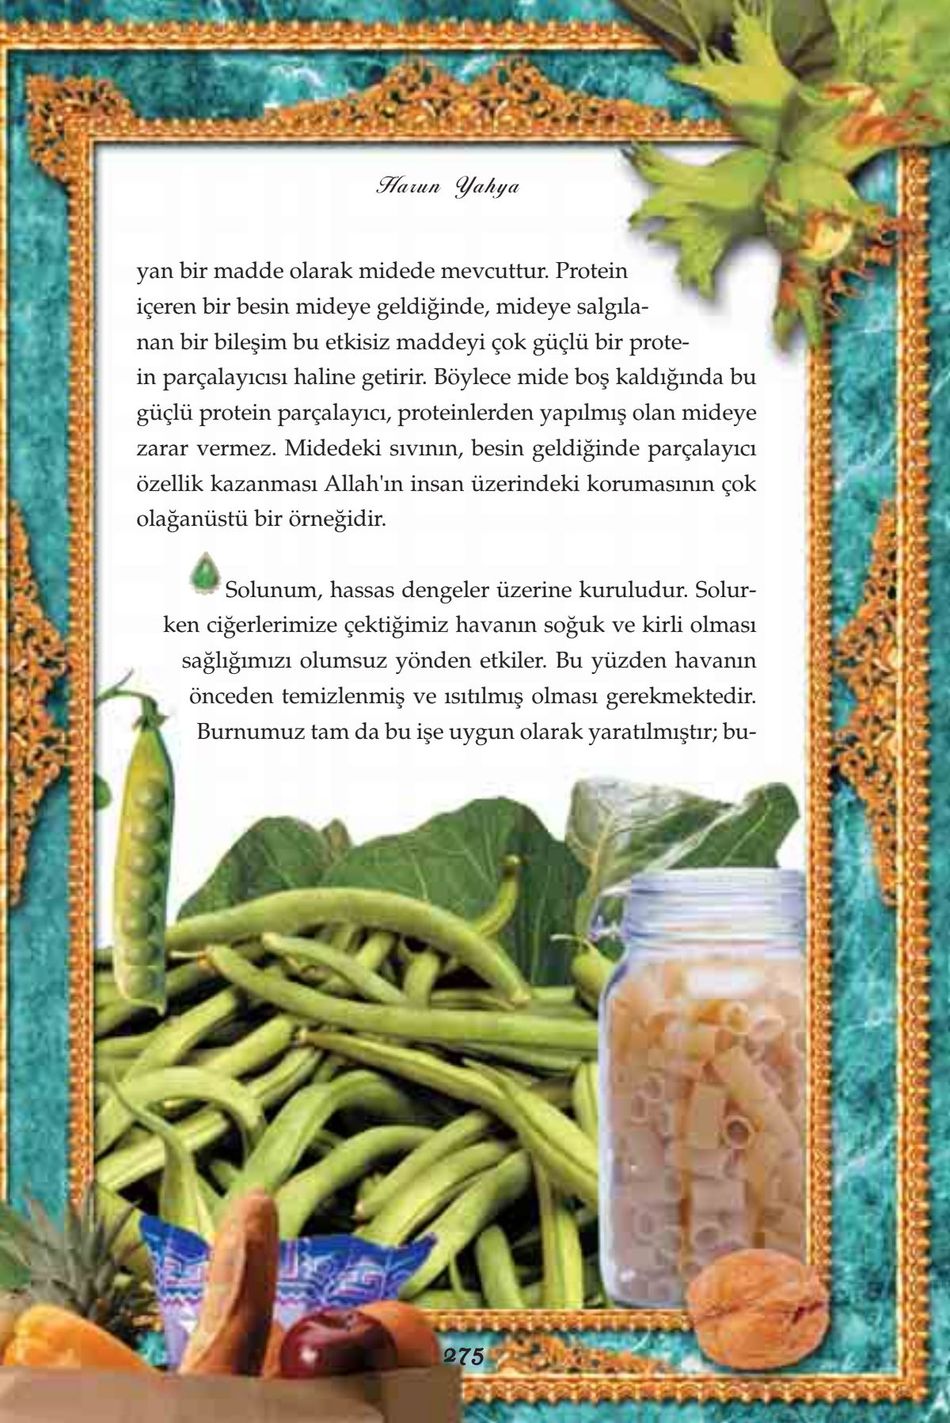 Harun Yahya
yan bir madde olarak midede mevcuttur. Protein
içeren bir besin mideye geldiğinde, mideye salgıla-
nan bir bileşim bu etkisiz maddeyi çok güçlü bir prote-
in parçalayıcısı haline getirir. Böylece mide boş kaldığında bu
güçlü protein parçalayıcı, proteinlerden yapılmış olan mideye
zarar vermez. Midedeki sıvının, besin geldiğinde parçalayıcı
özellik kazanması Allah'ın insan üzerindeki korumasının çok
olağanüstü bir örneğidir.
Solunum, hassas dengeler üzerine kuruludur. Solur-
ken ciğerlerimize çektiğimiz havanın soğuk ve kirli olması
sağlığımızı olumsuz yönden etkiler. Bu yüzden havanın
önceden temizlenmiş ve ısıtılmış olması gerekmektedir.
Burnumuz tam da bu işe uygun olarak yaratılmıştır; bu-
275